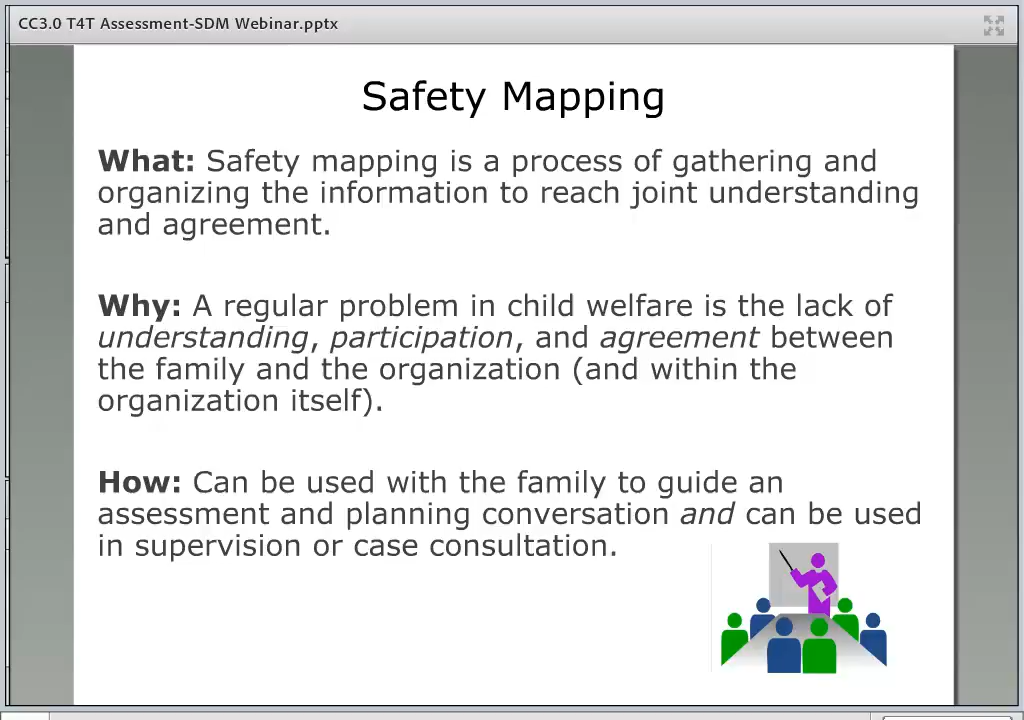 CC3.0 T4T Assessment-SDM Webinar.pptx
Safety Mapping
What: Safety mapping is a process of gathering and
organizing the information to reach joint understanding
and agreement.
Why: A regular problem in child welfare is the lack of
understanding, participation, and agreement between
the family and the organization (and within the
organization itself).
How: Can be used with the family to guide an
assessment and planning conversation and can be used
in supervision or case consultation.